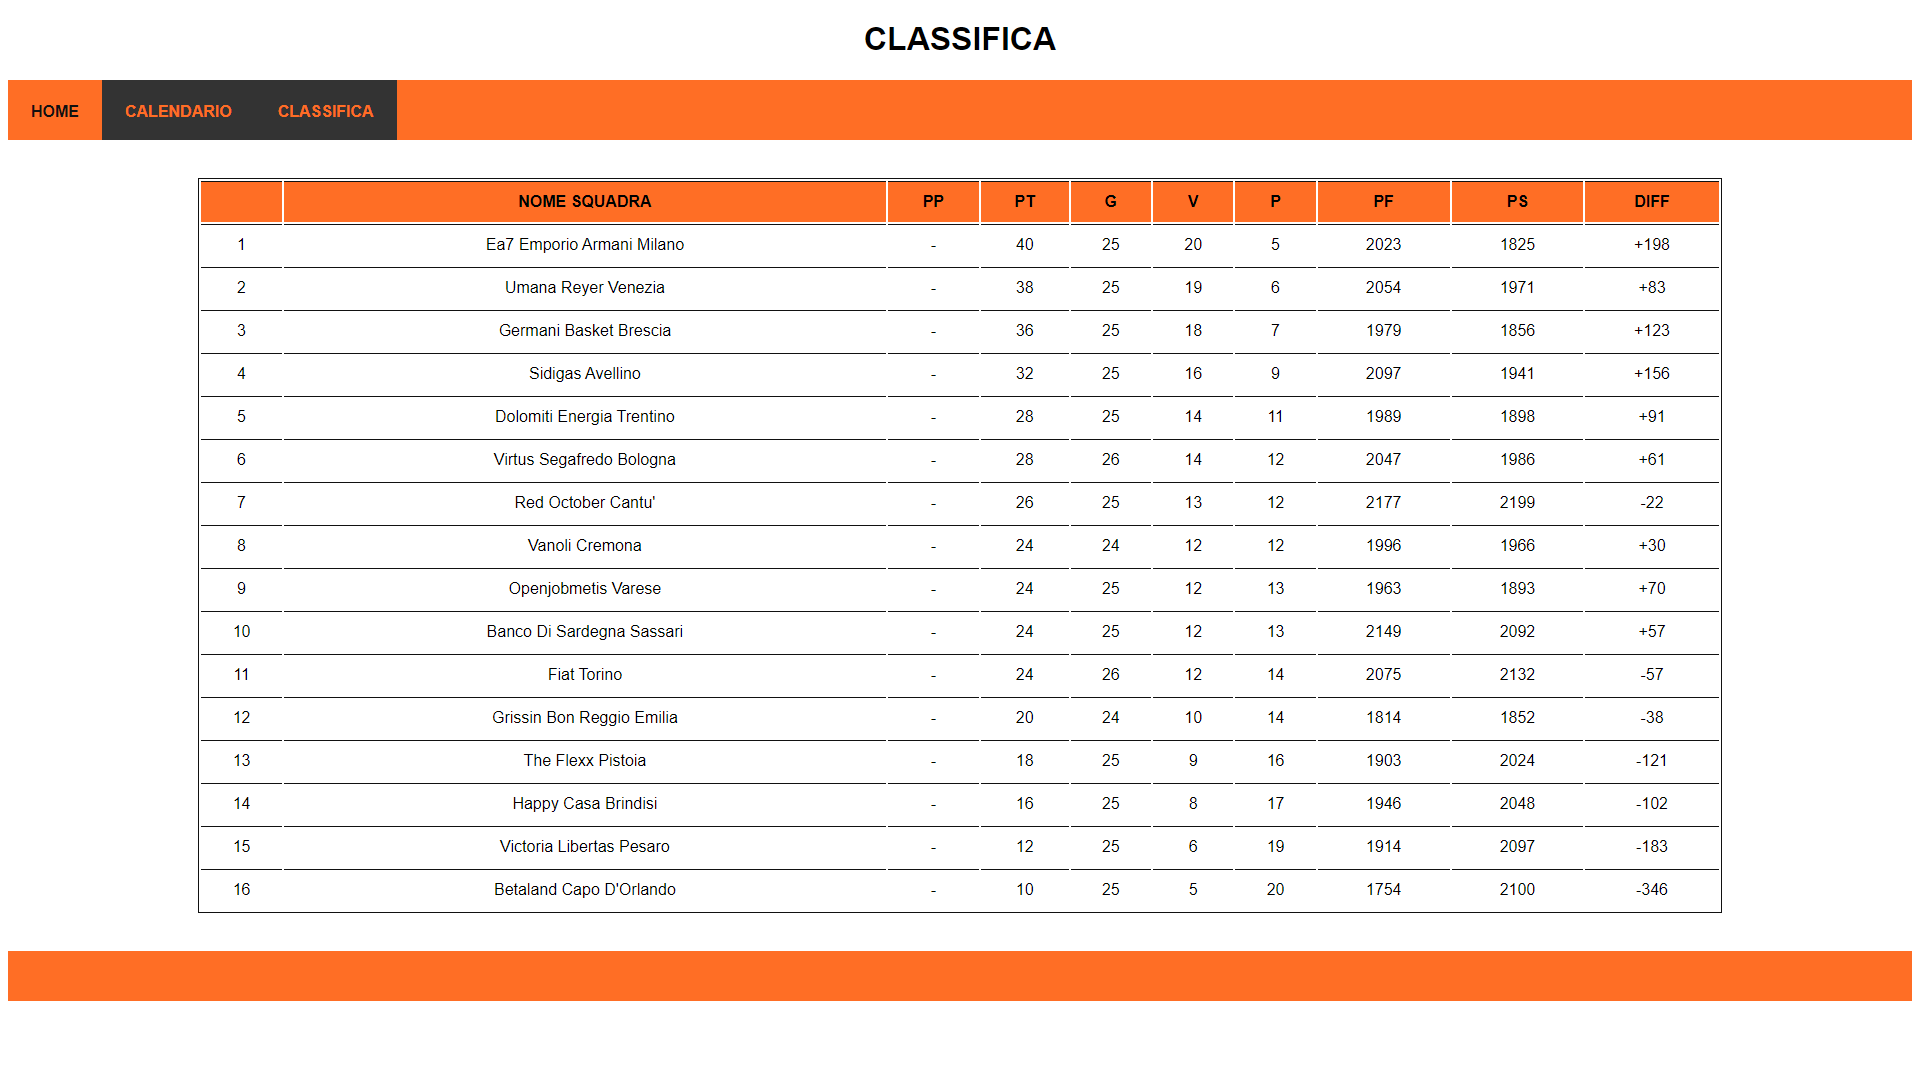 CLASSIFICA
HOME CALENDARIO CLASSIFICA
NOME SQUADRA PP PT G V P PF PS DIFF
1 Ea7 Emporio Armani Milano - 40 25 20 5 2023 1825 +198
2 Umana Reyer Venezia - 38 25 19 6 2054 1971 +83
3 Germani Basket Brescia - 36 25 18 7 1979 1856 +123
4 Sidigas Avellino - 32 25 16 9 2097 1941 +156
5 Dolomiti Energia Trentino - 28 25 14 11 1989 1898 +91
6 Virtus Segafredo Bologna - 28 26 14 12 2047 1986 +61
7 Red October Cantu' - 26 25 13 12 2177 2199 -22
8 Vanoli Cremona - 24 24 12 12 1996 1966 +30
9 Openjobmetis Varese - 24 25 12 13 1963 1893 +70
10 Banco Di Sardegna Sassari - 24 25 12 13 2149 2092 +57
11 Fiat Torino - 24 26 12 14 2075 2132 -57
12 Grissin Bon Reggio Emilia - 20 24 10 14 1814 1852 -38
13 The Flexx Pistoia - 18 25 9 16 1903 2024 -121
14 Happy Casa Brindisi - 16 25 8 17 1946 2048 -102
15 Victoria Libertas Pesaro - 12 25 6 19 1914 2097 -183
16 Betaland Capo D'Orlando - 10 25 5 20 1754 2100 -346